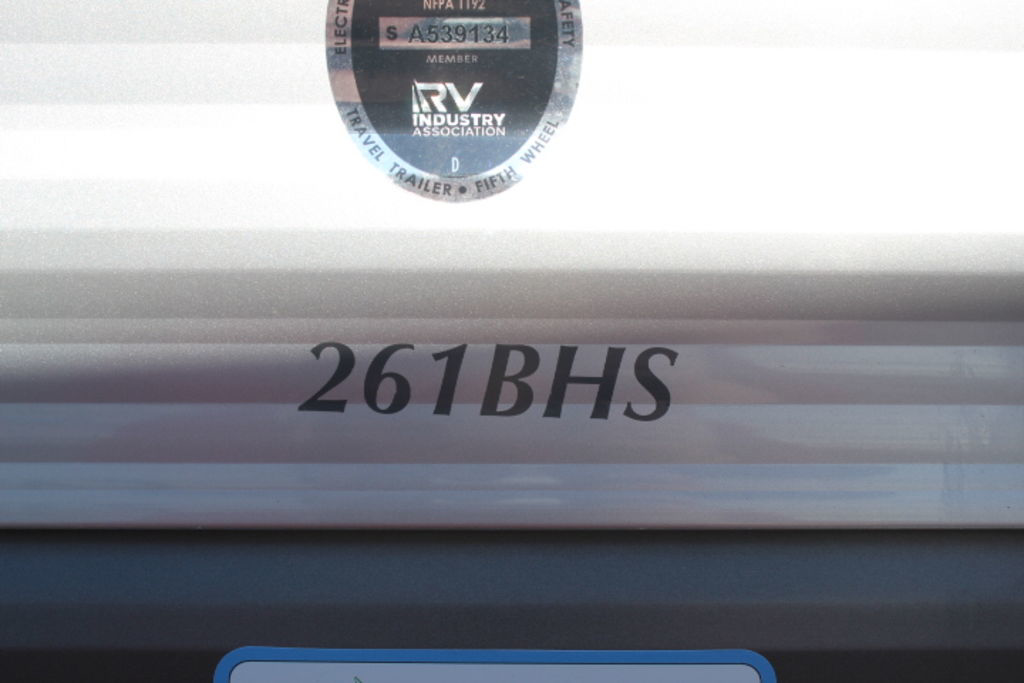 NFPA 1192
S A539134
MEMBER
RV
INDUSTRY
ASSOCIATION
D
TRAVEL TRAILER • FIFTH WHEEL
261BHS